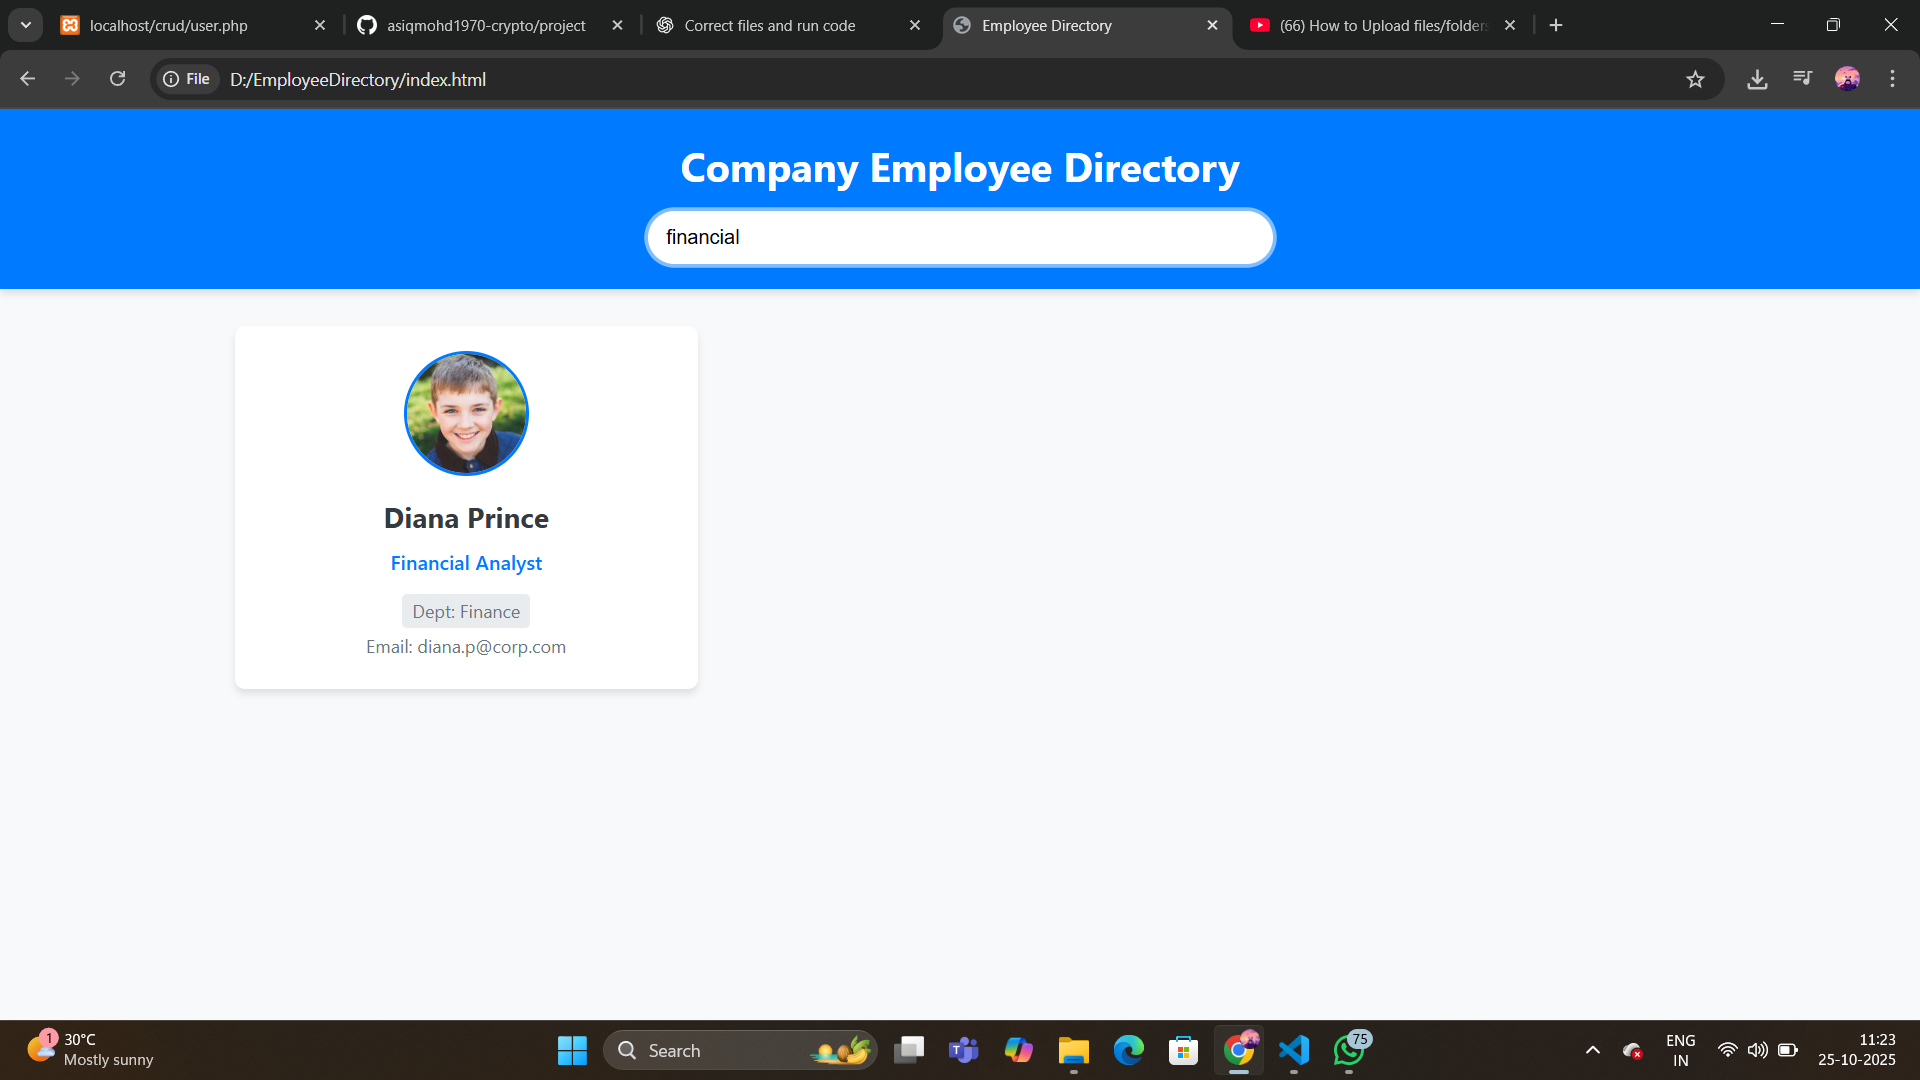 localhost/crud/user.php
asiqmohd1970-crypto/project
Correct files and run code
Employee Directory
(66) How to Upload files/folders
File
D:/EmployeeDirectory/index.html
Company Employee Directory
financial
Diana Prince
Financial Analyst
Dept: Finance
Email: diana.p@corp.com
1
30°C
Mostly sunny
Search
75
ENG
IN
11:23
25-10-2025